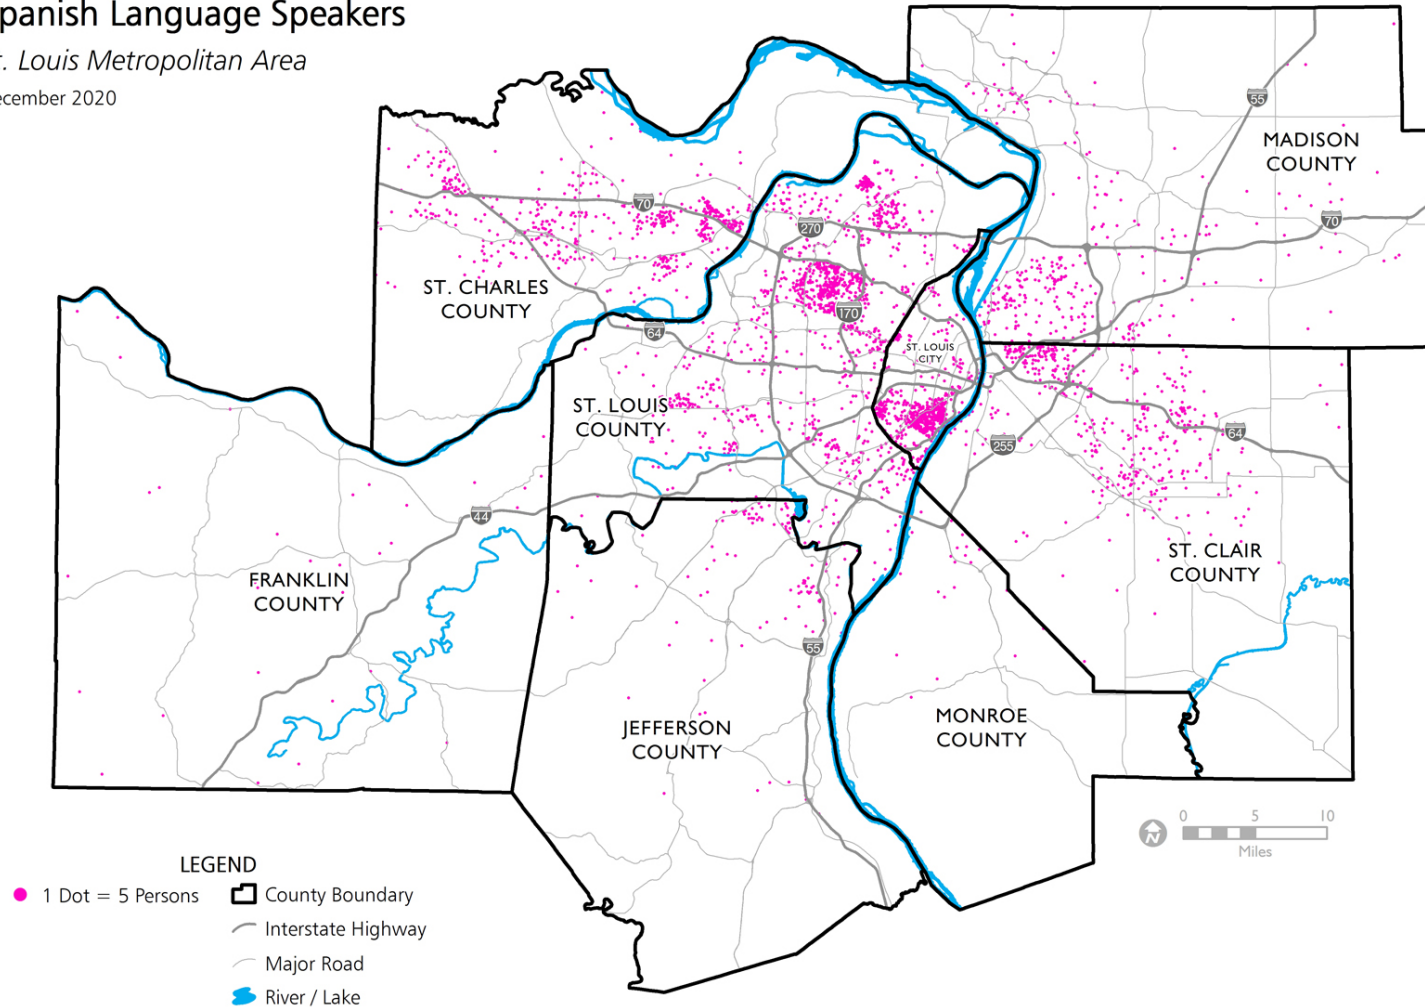 panish Language Speakers
t. Louis Metropolitan Area
ecember 2020
55
MADISON
COUNTY
70
70
270
ST. CHARLES
COUNTY
170
64
ST. LOUIS
CITY
ST. LOUIS
COUNTY
255
64
44
ST. CLAIR
COUNTY
FRANKLIN
COUNTY
55
JEFFERSON
COUNTY
MONROE
COUNTY
N
0 5 10
Miles
LEGEND
1 Dot = 5 Persons
County Boundary
Interstate Highway
Major Road
River / Lake